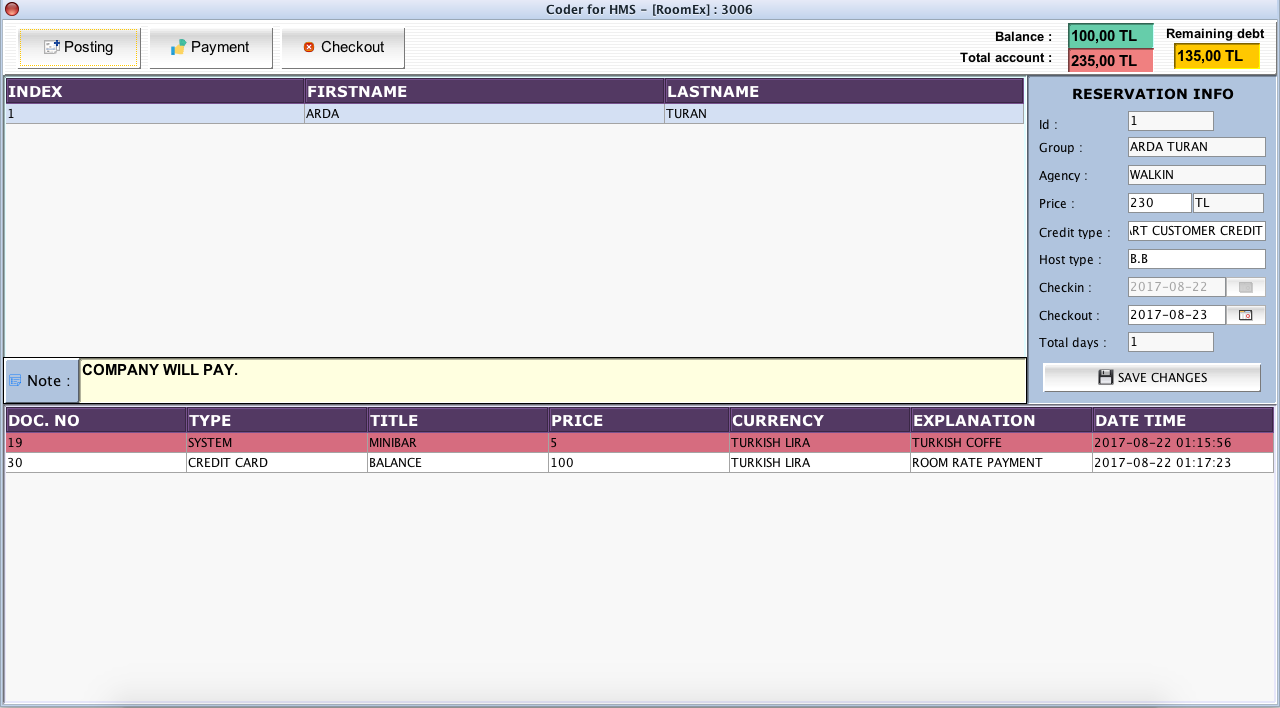 Coder for HMS - [RoomEx] : 3006
Posting Payment Checkout
Balance : 100,00 TL Remaining debt
Total account : 235,00 TL 135,00 TL
INDEX FIRSTNAME LASTNAME
1 ARDA TURAN
RESERVATION INFO
Id : 1
Group : ARDA TURAN
Agency : WALKIN
Price : 230 TL
Credit type : RT CUSTOMER CREDIT
Host type : B.B
Checkin : 2017-08-22
Checkout : 2017-08-23
Total days : 1
SAVE CHANGES
Note : COMPANY WILL PAY.
DOC. NO TYPE TITLE PRICE CURRENCY EXPLANATION DATE TIME
19 SYSTEM MINIBAR 5 TURKISH LIRA TURKISH COFFE 2017-08-22 01:15:56
30 CREDIT CARD BALANCE 100 TURKISH LIRA ROOM RATE PAYMENT 2017-08-22 01:17:23